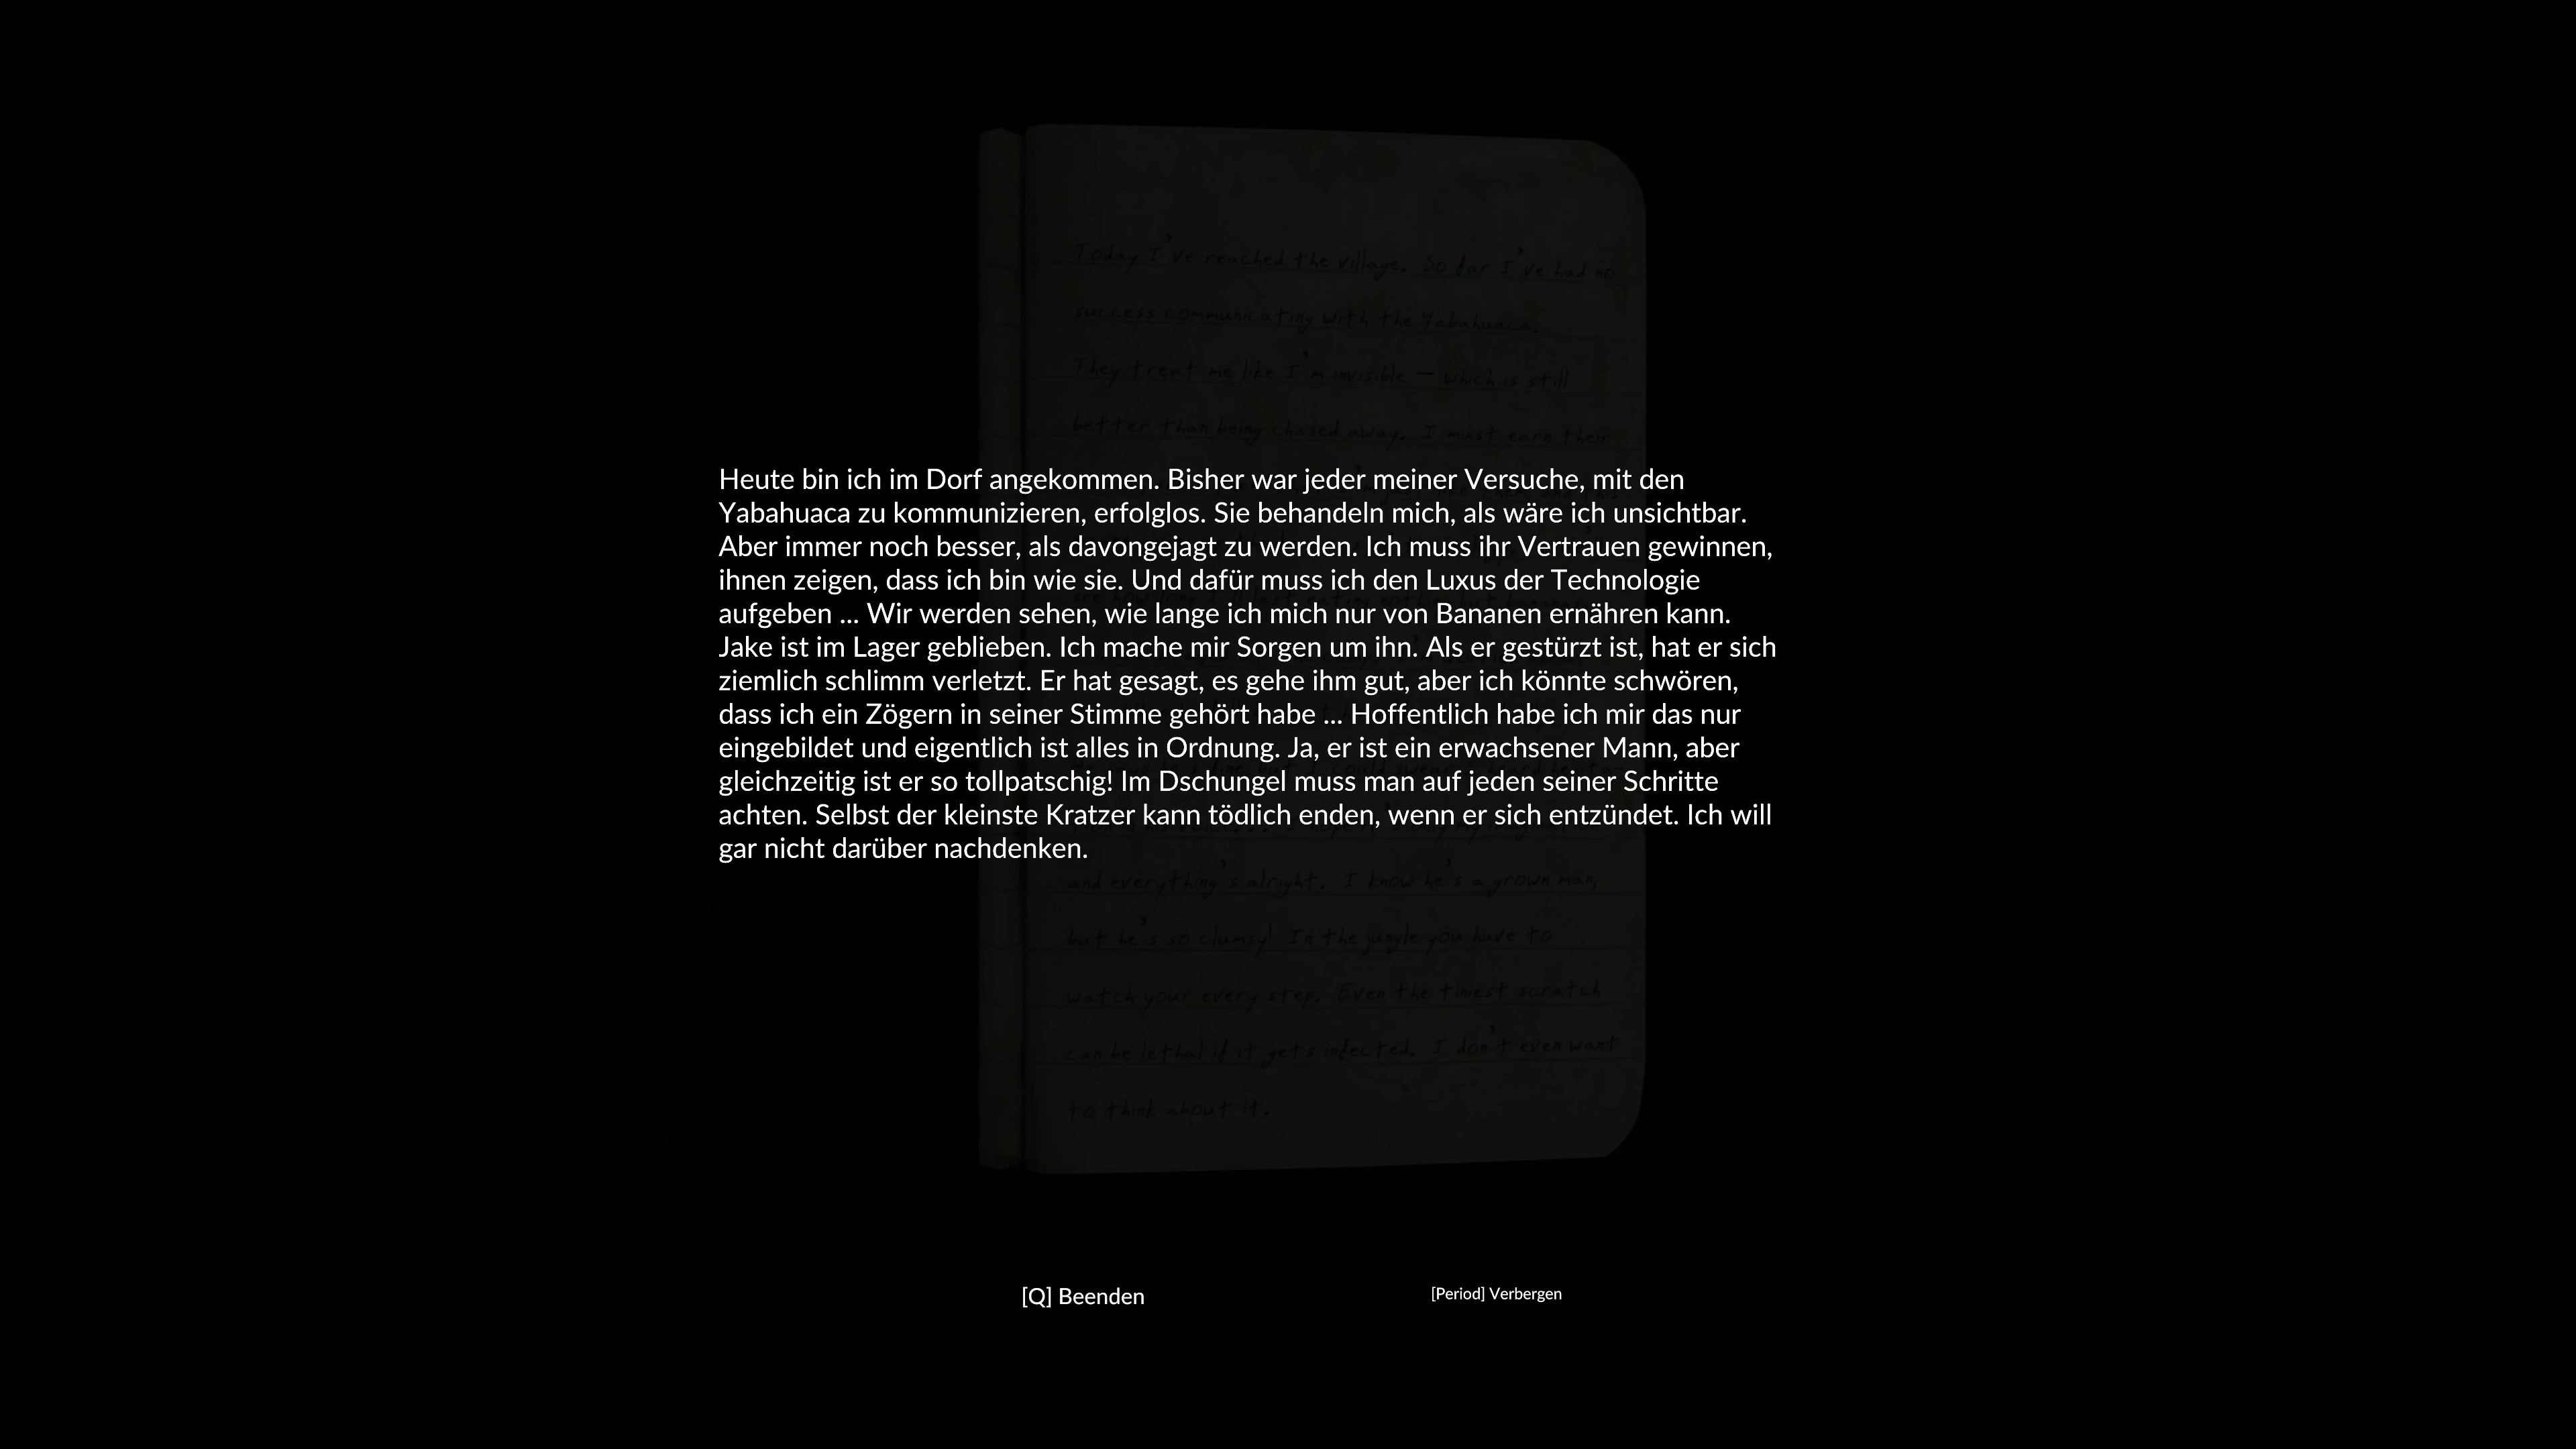 Today I've reached the village. So far I've had no
success communicating with the Yabahuaca.
They treat me like I'm invisible – which is still
better than being chased away. I must earn their
Heute bin ich im Dorf angekommen. Bisher war jeder meiner Versuche, mit den
Yabahuaca zu kommunizieren, erfolglos. Sie behandeln mich, als wäre ich unsichtbar.
Aber immer noch besser, als davongejagt zu werden. Ich muss ihr Vertrauen gewinnen,
ihnen zeigen, dass ich bin wie sie. Und dafür muss ich den Luxus der Technologie
aufgeben ... Wir werden sehen, wie lange ich mich nur von Bananen ernähren kann.
Jake ist im Lager geblieben. Ich mache mir Sorgen um ihn. Als er gestürzt ist, hat er sich
ziemlich schlimm verletzt. Er hat gesagt, es gehe ihm gut, aber ich könnte schwören,
dass ich ein Zögern in seiner Stimme gehört habe ... Hoffentlich habe ich mir das nur
eingebildet und eigentlich ist alles in Ordnung. Ja, er ist ein erwachsener Mann, aber
gleichzeitig ist er so tollpatschig! Im Dschungel muss man auf jeden seiner Schritte
achten. Selbst der kleinste Kratzer kann tödlich enden, wenn er sich entzündet. Ich will
gar nicht darüber nachdenken.
and everything's alright. I know he's a grown man,
but he's so clumsy! In the jungle you have to
watch your every step. Even the tiniest scratch
can be lethal if it gets infected. I don't even want
to think about it.
[Q] Beenden
[Period] Verbergen